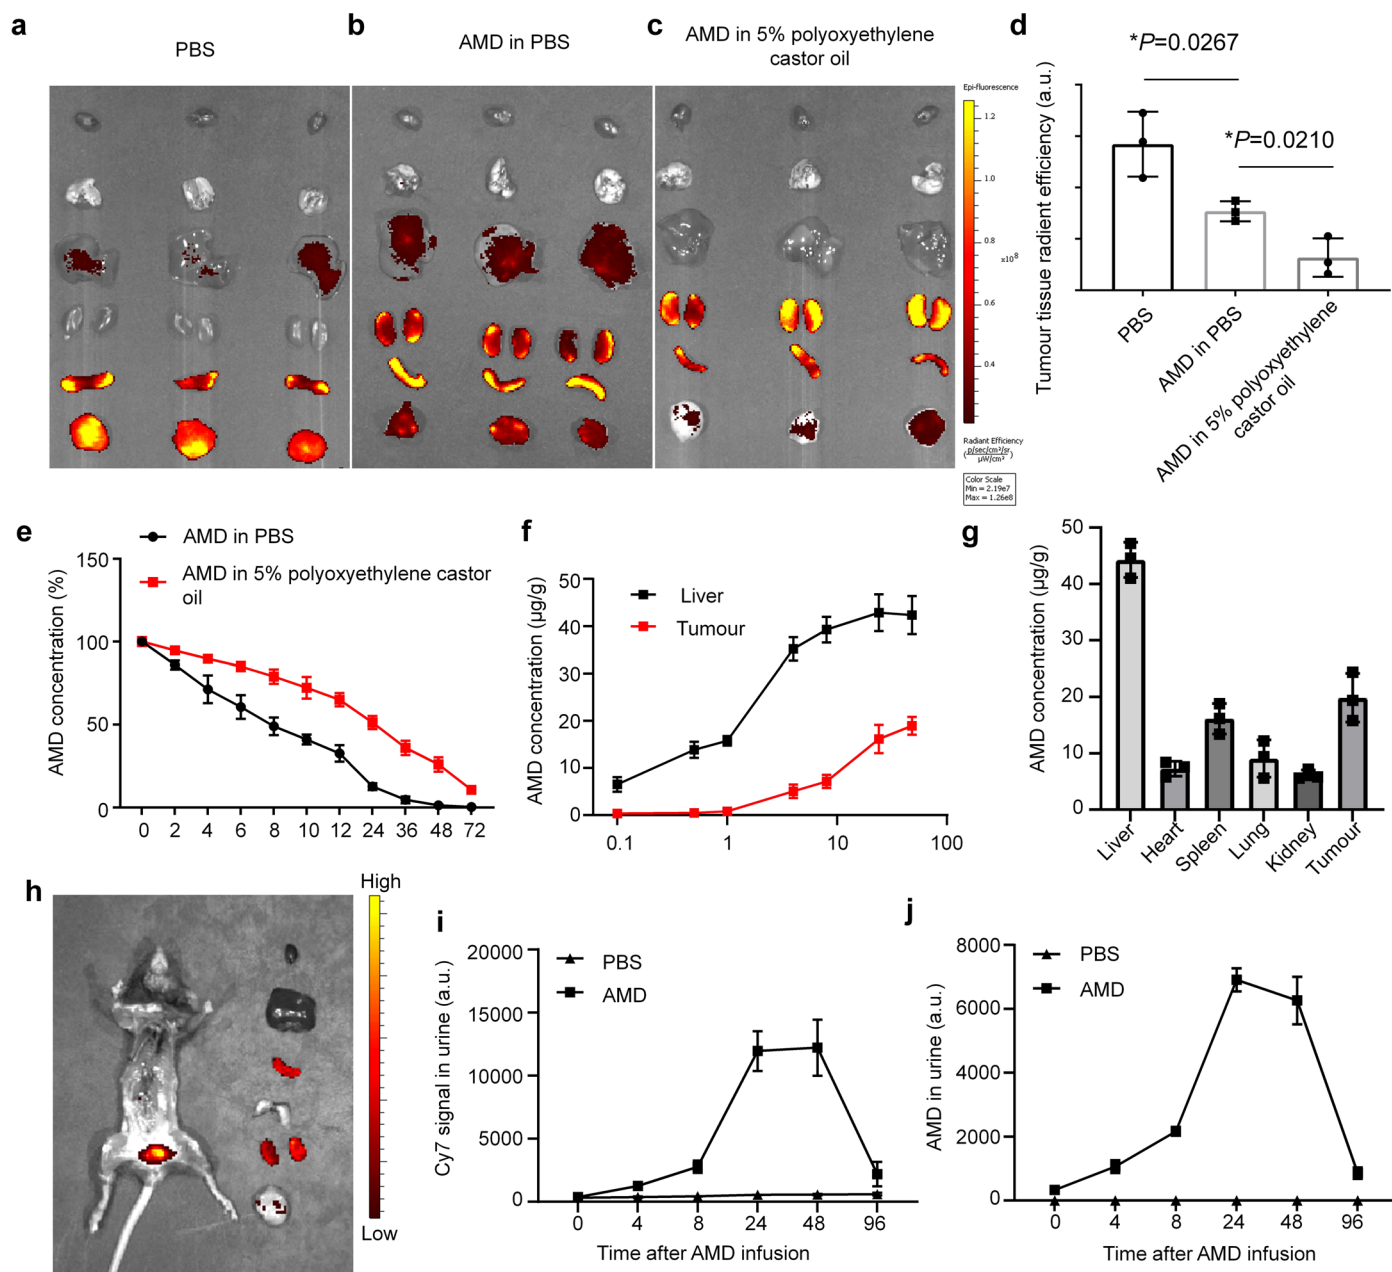 a
PBS
b
AMD in PBS
c
AMD in 5% polyoxyethylene
castor oil
Epi-fluorescence
1.2
1.0
0.8
x10⁸
0.6
0.4
Radiant Efficiency
(p/sec/cm²/sr
µW/cm²)
Color Scale
Min = 2.19e7
Max = 1.26e8
d
Tumour tissue radient efficiency (a.u.)
*P=0.0267
*P=0.0210
PBS
AMD in PBS
AMD in 5% polyoxyethylene
castor oil
e
AMD in PBS
AMD in 5% polyoxyethylene castor
oil
AMD concentration (%)
150
100
50
0
0 2 4 6 8 10 12 24 36 48 72
f
Liver
Tumour
AMD concentration (µg/g)
50
40
30
20
10
0
0.1 1 10 100
g
AMD concentration (µg/g)
50
40
30
20
10
0
Liver
Heart
Spleen
Lung
Kidney
Tumour
h
High
Low
i
Cy7 signal in urine (a.u.)
20000
15000
10000
5000
0
PBS
AMD
0 4 8 24 48 96
Time after AMD infusion
j
AMD in urine (a.u.)
8000
6000
4000
2000
0
PBS
AMD
0 4 8 24 48 96
Time after AMD infusion